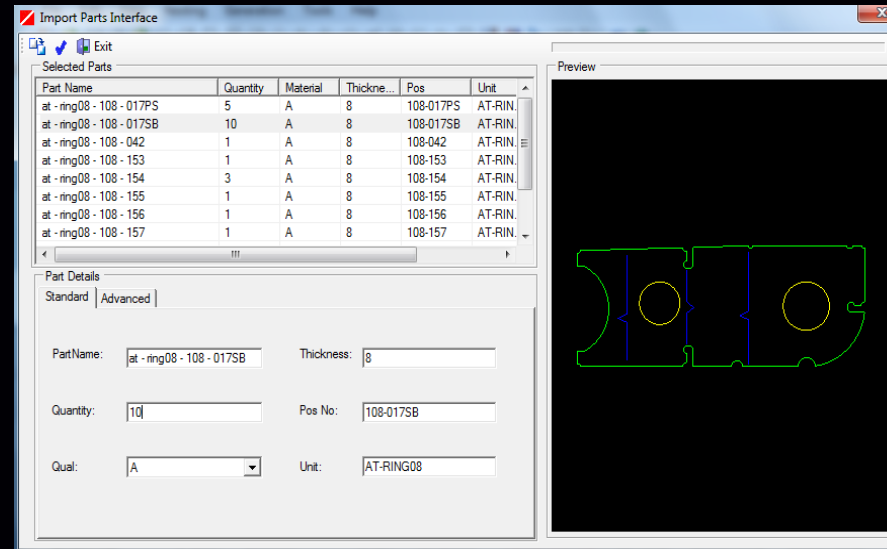 Import Parts Interface
Exit
Selected Parts
Preview
Part Name Quantity Material Thickne... Pos Unit
at - ring08 - 108 - 017PS 5 A 8 108-017PS AT-RIN.
at - ring08 - 108 - 017SB 10 A 8 108-017SB AT-RIN.
at - ring08 - 108 - 042 1 A 8 108-042 AT-RIN.
at - ring08 - 108 - 153 1 A 8 108-153 AT-RIN.
at - ring08 - 108 - 154 3 A 8 108-154 AT-RIN.
at - ring08 - 108 - 155 1 A 8 108-155 AT-RIN.
at - ring08 - 108 - 156 1 A 8 108-156 AT-RIN.
at - ring08 - 108 - 157 1 A 8 108-157 AT-RIN.
Part Details
Standard Advanced
PartName: at - ring08 - 108 - 017SB Thickness: 8
Quantity: 10 Pos No: 108-017SB
Qual: A Unit: AT-RING08